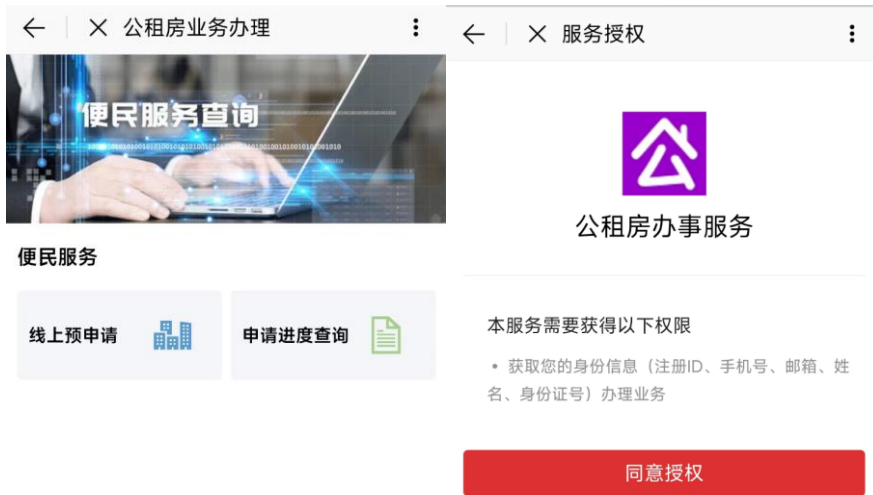 公租房业务办理
便民服务查询
便民服务
线上预申请
申请进度查询
服务授权
公租房办事服务
本服务需要获得以下权限
• 获取您的身份信息（注册ID、手机号、邮箱、姓
名、身份证号）办理业务
同意授权